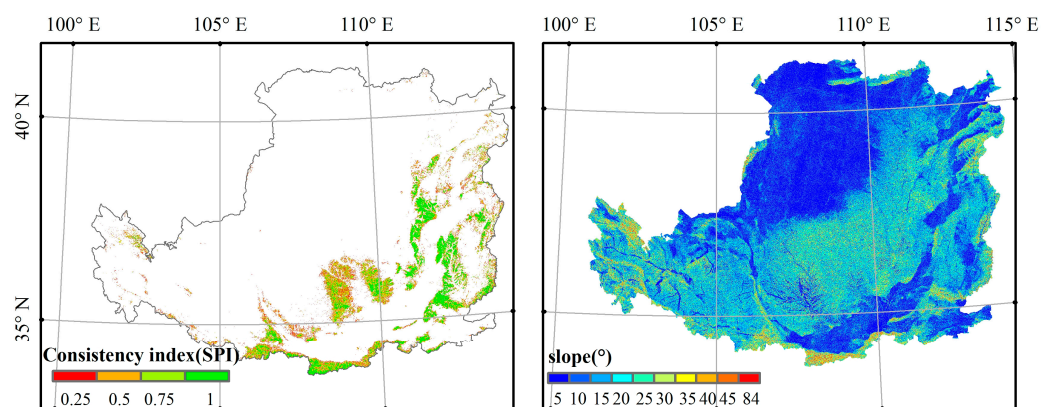 100° E 105° E 110° E 100° E 105° E 110° E 115° E
40° N
35° N
Consistency index(SPI)
0.25 0.5 0.75 1
slope(°)
5 10 15 20 25 30 35 40 45 84